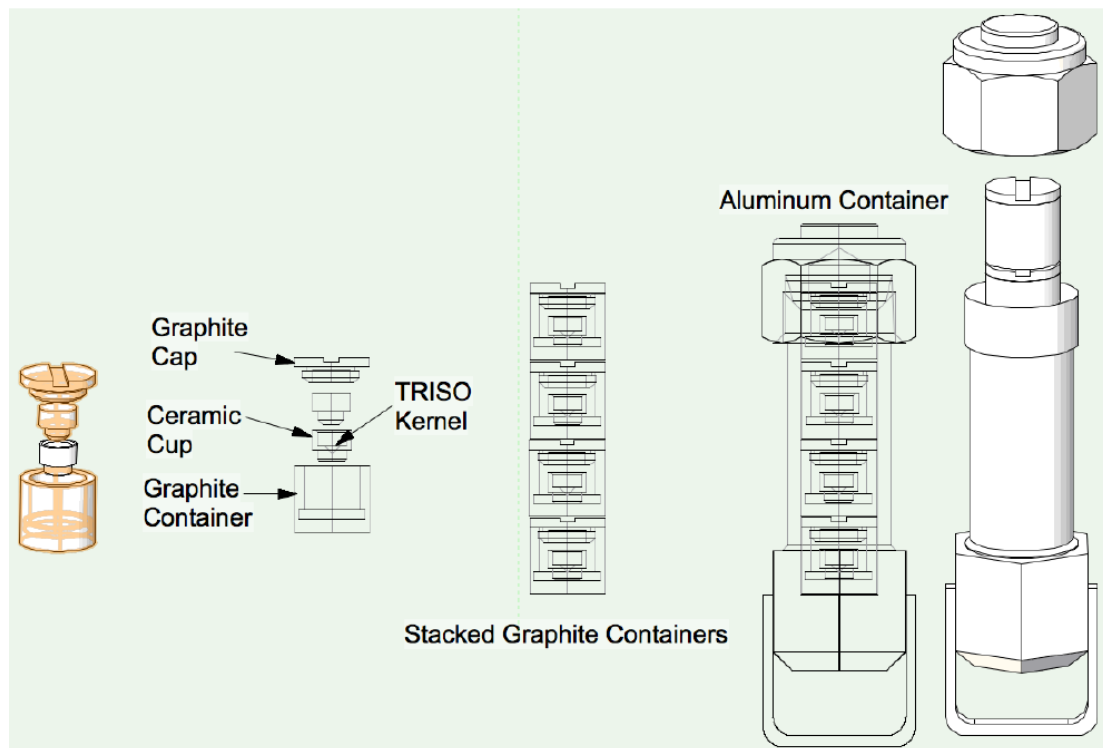 Aluminum Container
Graphite
Cap
TRISO
Kernel
Ceramic
Cup
Graphite
Container
Stacked Graphite Containers